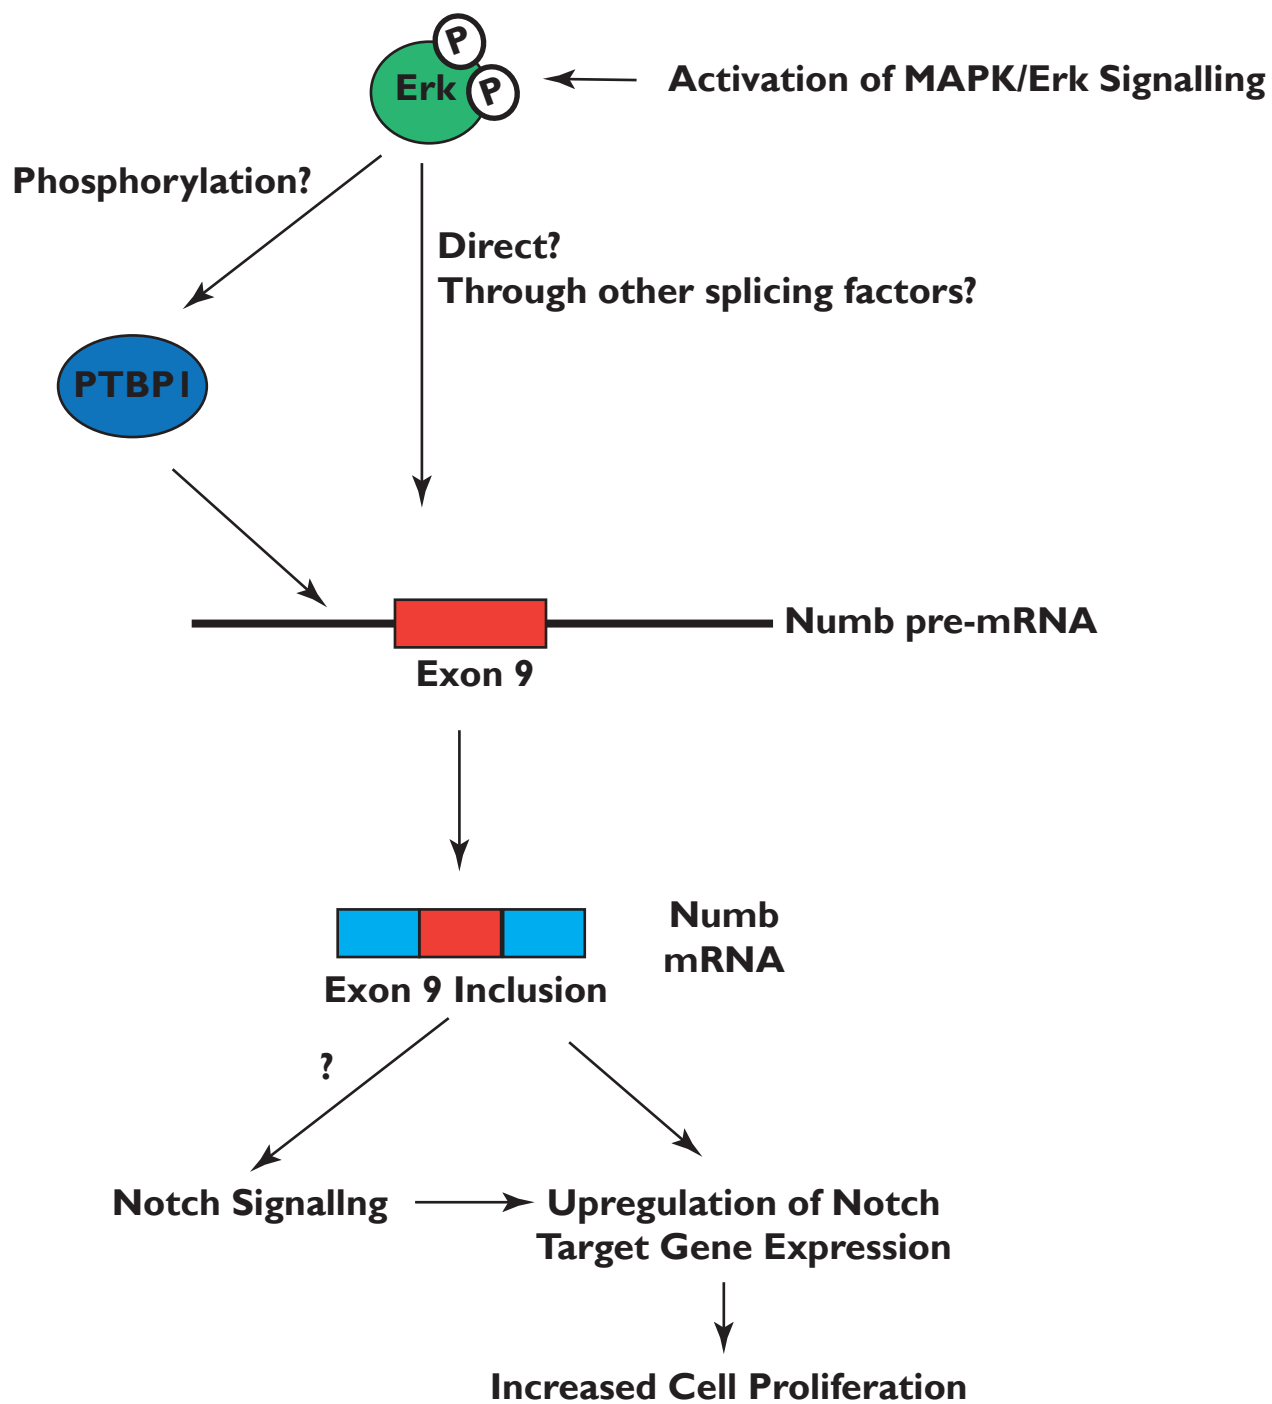 P
Erk
P
Activation of MAPK/Erk Signalling
Phosphorylation?
Direct?
Through other splicing factors?
PTBP1
Numb pre-mRNA
Exon 9
Numb
mRNA
Exon 9 Inclusion
?
Notch Signallng
Upregulation of Notch
Target Gene Expression
Increased Cell Proliferation